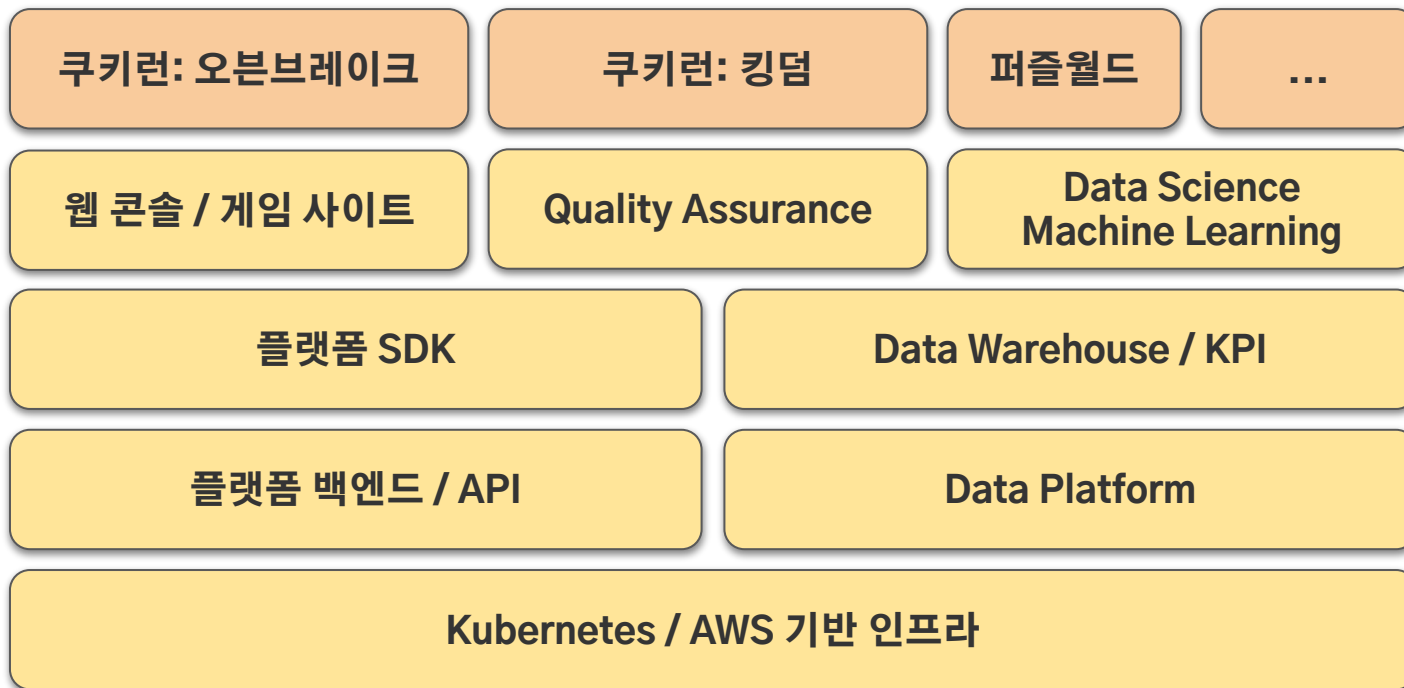 쿠키런: 오븐브레이크
쿠키런: 킹덤
퍼즐월드
...
웹 콘솔 / 게임 사이트
Quality Assurance
Data Science
Machine Learning
플랫폼 SDK
Data Warehouse / KPI
플랫폼 백엔드 / API
Data Platform
Kubernetes / AWS 기반 인프라